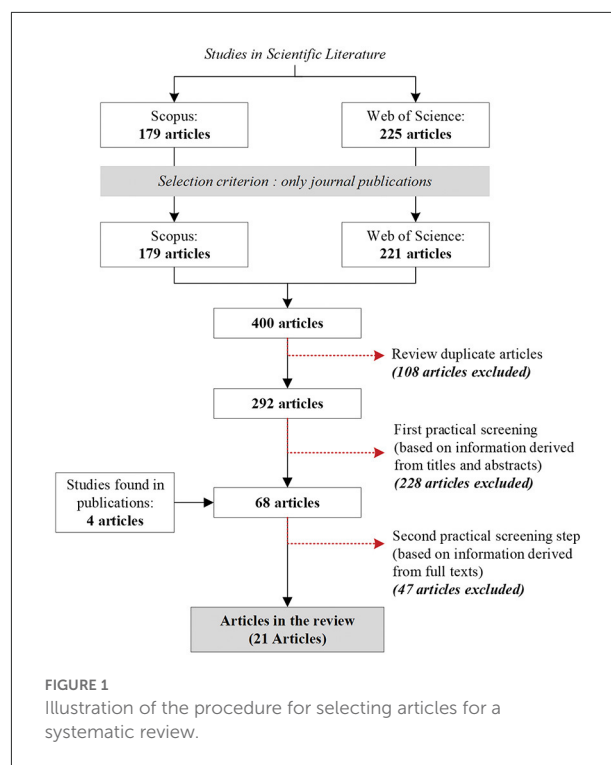 Studies in Scientific Literature
Scopus:
179 articles
Web of Science:
225 articles
Selection criterion : only journal publications
Scopus:
179 articles
Web of Science:
221 articles
400 articles
Review duplicate articles
(108 articles excluded)
292 articles
First practical screening
(based on information derived
from titles and abstracts)
(228 articles excluded)
Studies found in
publications:
4 articles
68 articles
Second practical screening step
(based on information derived
from full texts)
(47 articles excluded)
Articles in the review
(21 Articles)
FIGURE 1
Illustration of the procedure for selecting articles for a
systematic review.